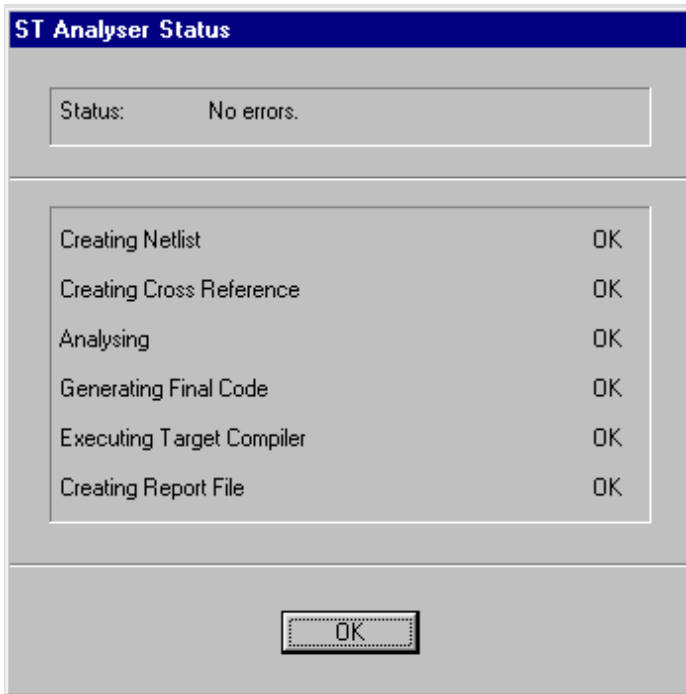 ST Analyser Status
Status: No errors.
Creating Netlist OK
Creating Cross Reference OK
Analysing OK
Generating Final Code OK
Executing Target Compiler OK
Creating Report File OK
OK